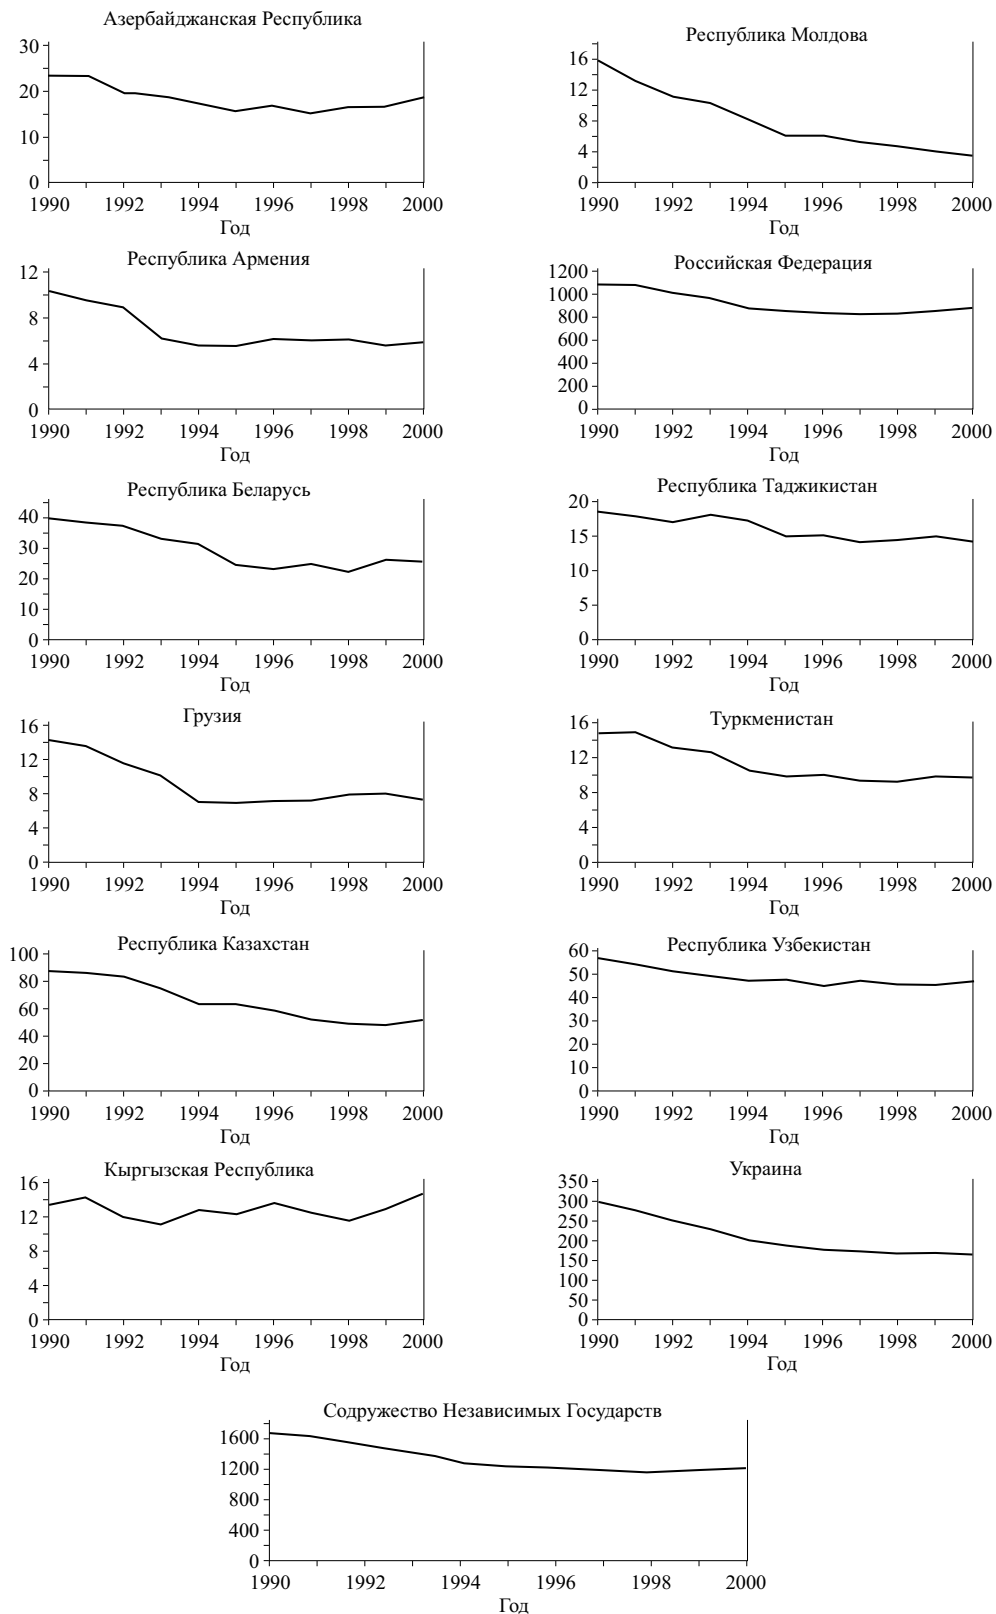 Азербайджанская Республика
30
20
10
0
1990 1992 1994 1996 1998 2000
Год
Республика Молдова
16
12
8
4
0
1990 1992 1994 1996 1998 2000
Год
Республика Армения
12
8
4
0
1990 1992 1994 1996 1998 2000
Год
Российская Федерация
1200
1000
800
600
400
200
0
1990 1992 1994 1996 1998 2000
Год
Республика Беларусь
40
30
20
10
0
1990 1992 1994 1996 1998 2000
Год
Республика Таджикистан
20
15
10
5
0
1990 1992 1994 1996 1998 2000
Год
Грузия
16
12
8
4
0
1990 1992 1994 1996 1998 2000
Год
Туркменистан
16
12
8
4
0
1990 1992 1994 1996 1998 2000
Год
Республика Казахстан
100
80
60
40
20
0
1990 1992 1994 1996 1998 2000
Год
Республика Узбекистан
60
50
40
30
20
10
0
1990 1992 1994 1996 1998 2000
Год
Кыргызская Республика
16
12
8
4
0
1990 1992 1994 1996 1998 2000
Год
Украина
350
300
250
200
150
100
50
0
1990 1992 1994 1996 1998 2000
Год
Содружество Независимых Государств
1600
1200
800
400
0
1990 1992 1994 1996 1998 2000
Год